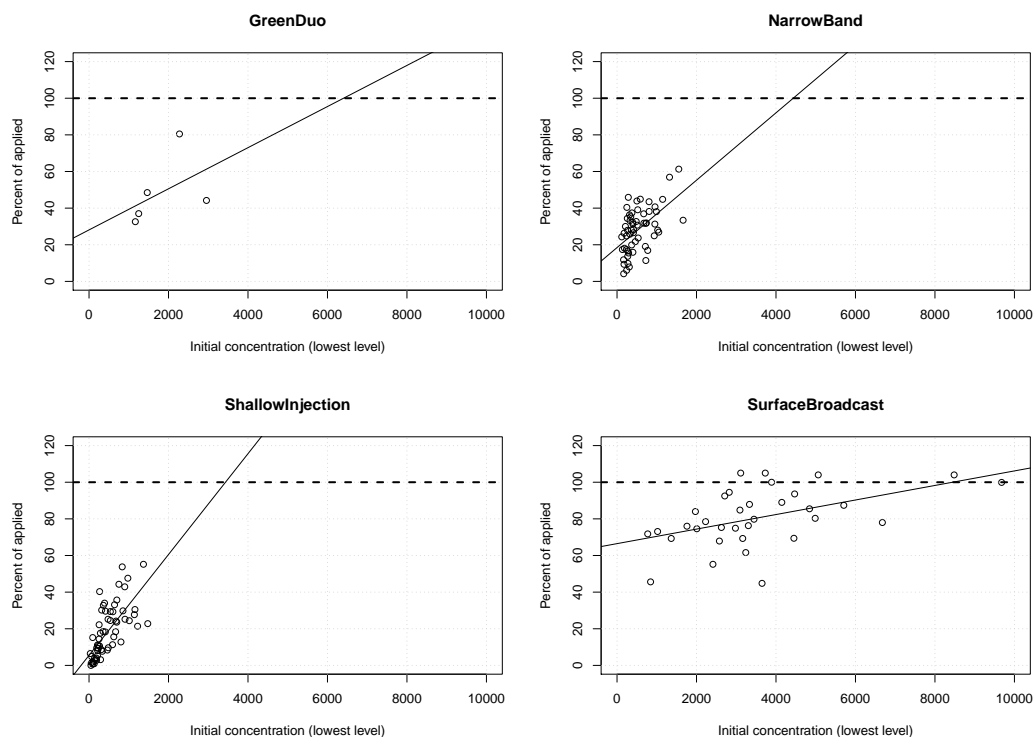 GreenDuo
Percent of applied
0 20 40 60 80 100 120
0 2000 4000 6000 8000 10000
Initial concentration (lowest level)
NarrowBand
Percent of applied
0 20 40 60 80 100 120
0 2000 4000 6000 8000 10000
Initial concentration (lowest level)
ShallowInjection
Percent of applied
0 20 40 60 80 100 120
0 2000 4000 6000 8000 10000
Initial concentration (lowest level)
SurfaceBroadcast
Percent of applied
0 20 40 60 80 100 120
0 2000 4000 6000 8000 10000
Initial concentration (lowest level)